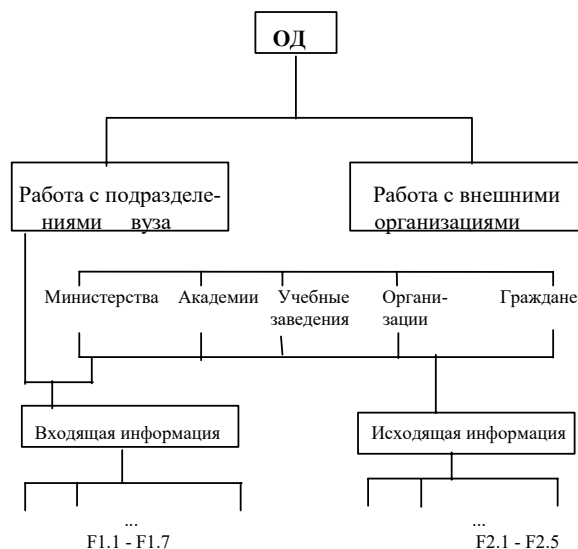 ОД
Работа с подразделе-
ниями вуза
Работа с внешними
организациями
Министерства
Академии
Учебные
заведения
Органи-
зации
Граждане
Входящая информация
Исходящая информация
...
F1.1 - F1.7
...
F2.1 - F2.5